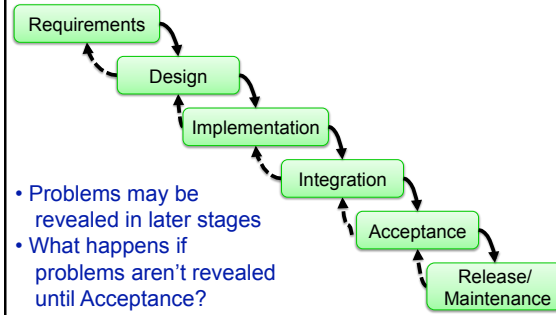 Requirements
Design
Implementation
Integration
Acceptance
Release/
Maintenance
• Problems may be
revealed in later stages
• What happens if
problems aren’t revealed
until Acceptance?